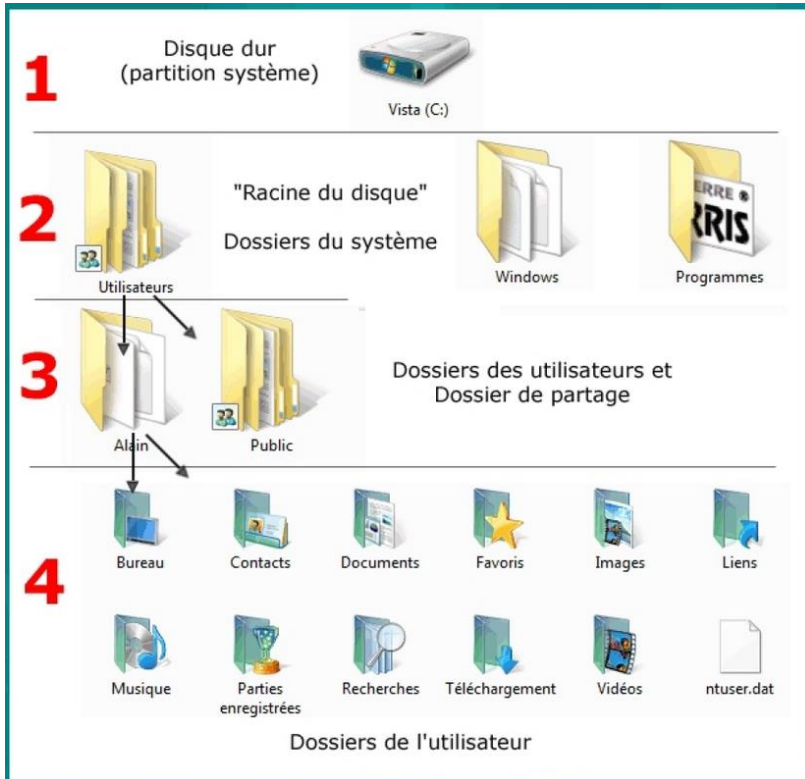 1
Disque dur
(partition système)
Vista (C:)
2
"Racine du disque"
Dossiers du système
Utilisateurs
Windows
ERRE ®
RRIS
Programmes
3
Dossiers des utilisateurs et
Dossier de partage
Alain
Public
4
Bureau
Contacts
Documents
Favoris
Images
Liens
Musique
Parties
enregistrées
Recherches
Téléchargement
Vidéos
ntuser.dat
Dossiers de l'utilisateur